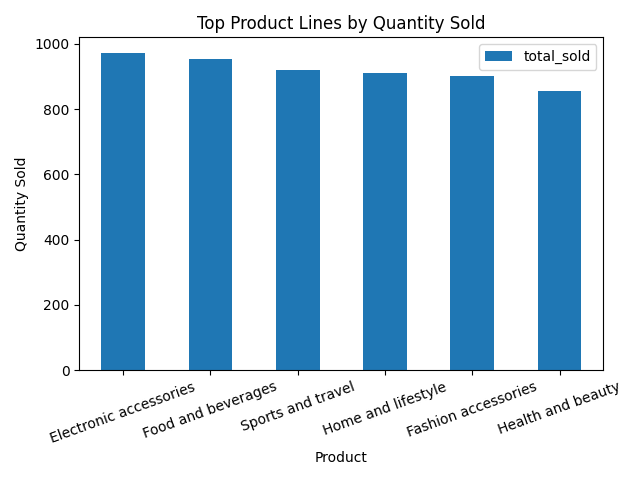 Top Product Lines by Quantity Sold
total_sold
1000
800
600
400
200
0
Quantity Sold
Electronic accessories
Food and beverages
Sports and travel
Home and lifestyle
Fashion accessories
Health and beauty
Product